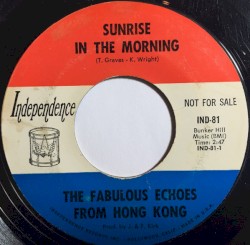 SUNRISE
IN THE MORNING
(T. Graves - K. Wright)
Independence
NOT FOR SALE
IND-81
Bunker Hill
Music (BMI)
Time: 2:47
IND-81-1
THE FABULOUS ECHOES
FROM HONG KONG